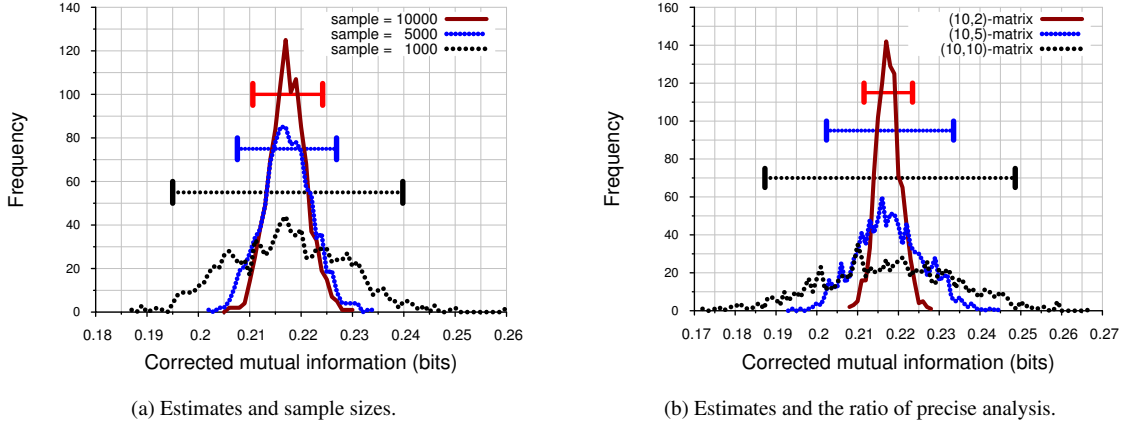 140
120
100
80
60
40
20
0
Frequency
sample = 10000
sample = 5000
sample = 1000
0.18 0.19 0.2 0.21 0.22 0.23 0.24 0.25 0.26
Corrected mutual information (bits)
(a) Estimates and sample sizes.
160
140
120
100
80
60
40
20
0
Frequency
(10,2)-matrix
(10,5)-matrix
(10,10)-matrix
0.17 0.18 0.19 0.2 0.21 0.22 0.23 0.24 0.25 0.26 0.27
Corrected mutual information (bits)
(b) Estimates and the ratio of precise analysis.